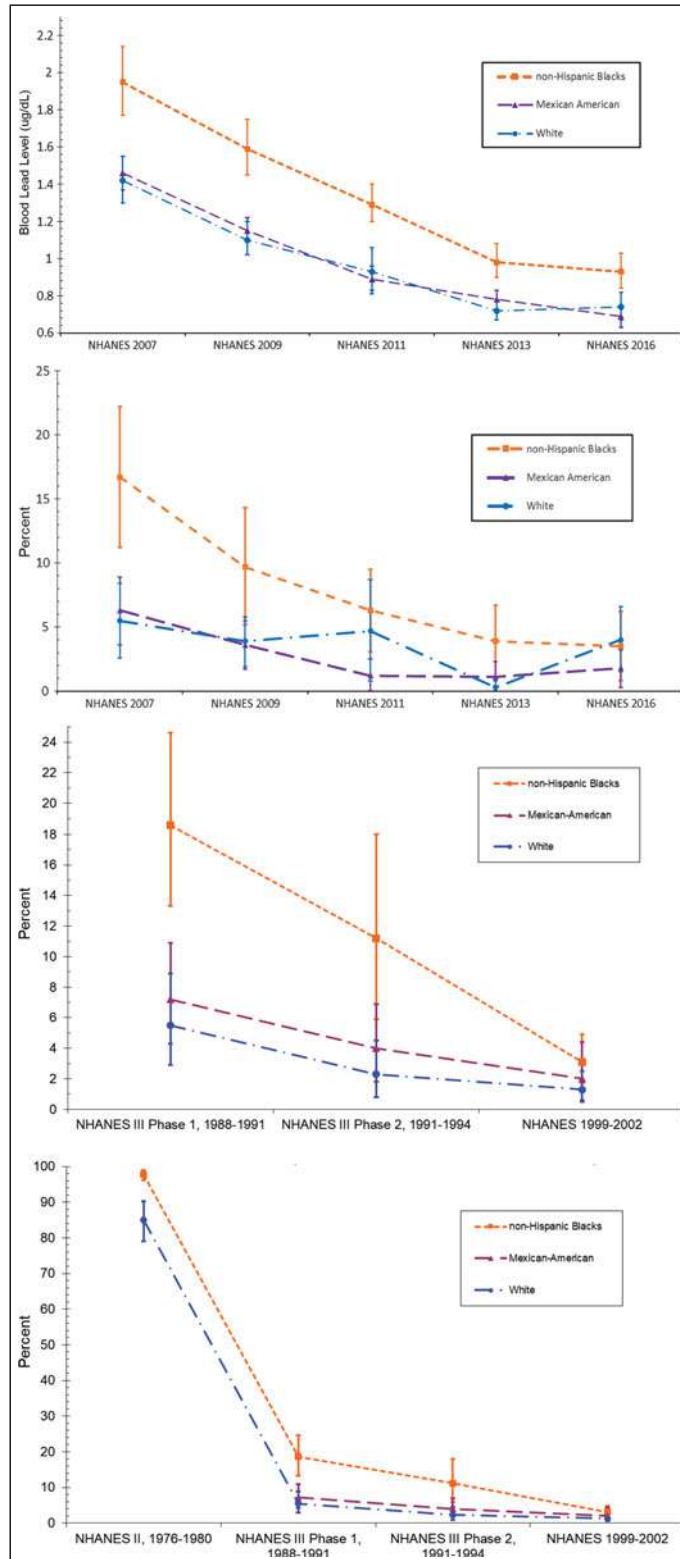 2.2
2
1.8
1.6
1.4
1.2
1
0.8
0.6
Blood Lead Level (ug/dL)
non-Hispanic Blacks
Mexican American
White
NHANES 2007 NHANES 2009 NHANES 2011 NHANES 2013 NHANES 2016
25
20
15
10
5
0
Percent
non-Hispanic Blacks
Mexican American
White
NHANES 2007 NHANES 2009 NHANES 2011 NHANES 2013 NHANES 2016
24
22
20
18
16
14
12
10
8
6
4
2
0
Percent
non-Hispanic Blacks
Mexican-American
White
NHANES III Phase 1, 1988-1991 NHANES III Phase 2, 1991-1994 NHANES 1999-2002
100
90
80
70
60
50
40
30
20
10
0
Percent
non-Hispanic Blacks
Mexican-American
White
NHANES II, 1976-1980 NHANES III Phase 1, NHANES III Phase 2, NHANES 1999-2002
1988-1991 1991-1994